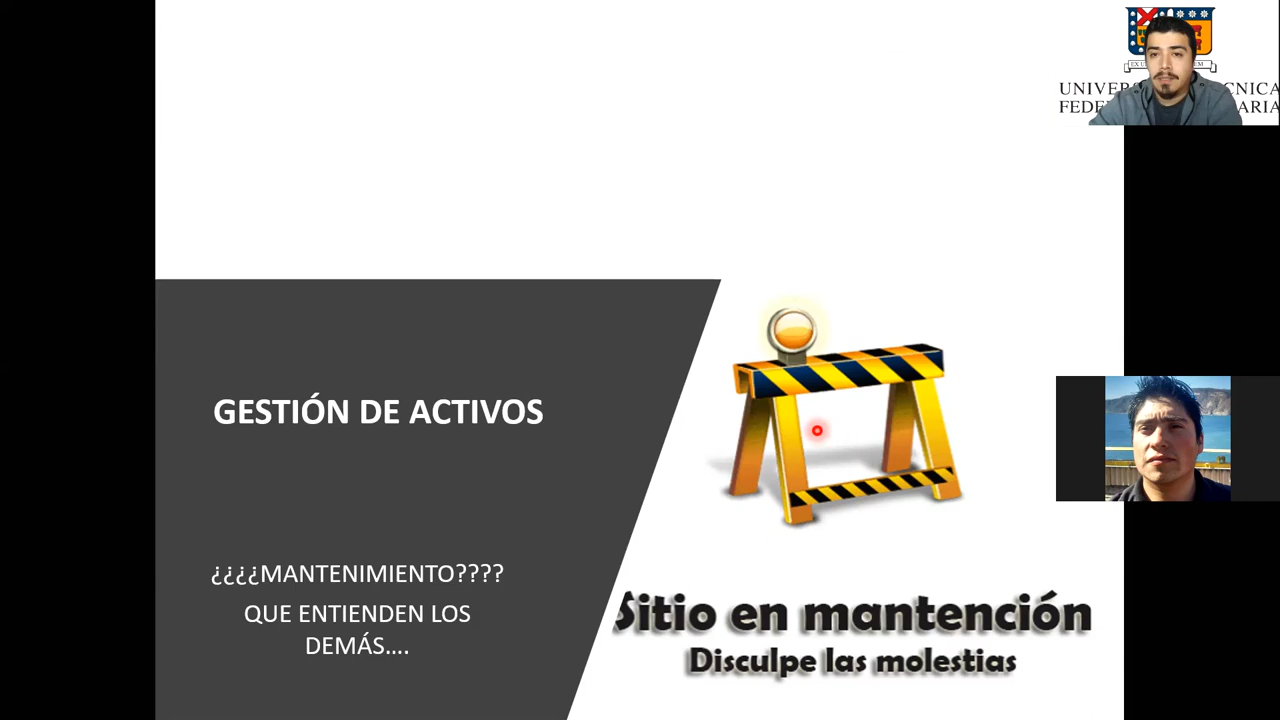 GESTIÓN DE ACTIVOS
¿¿¿¿MANTENIMIENTO????
QUE ENTIENDEN LOS
DEMÁS....
Sitio en mantención
Disculpe las molestias